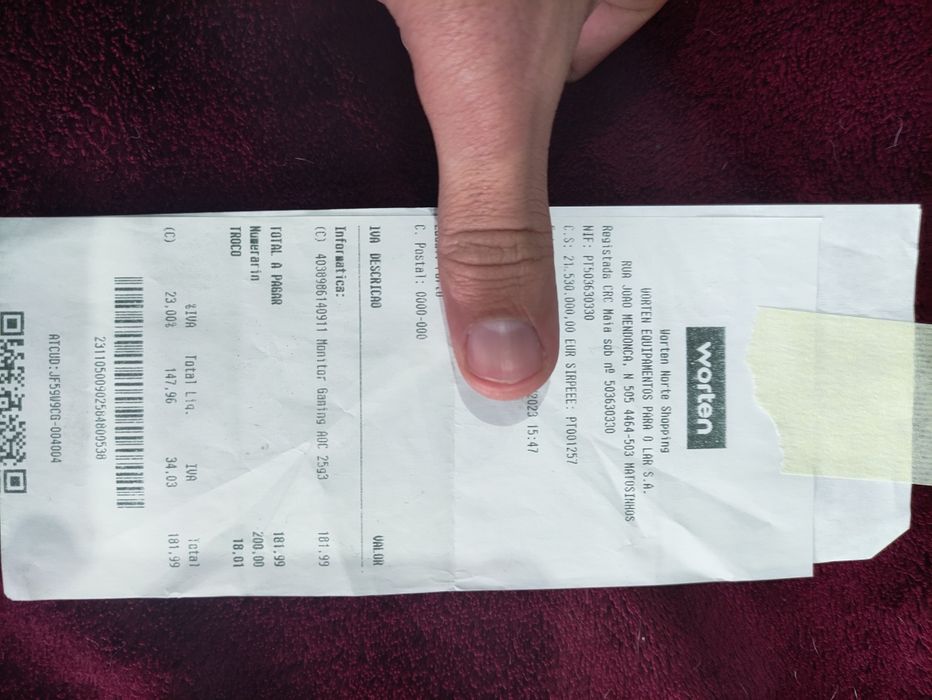 worten
Worten Norte Shopping
WORTEN EQUIPAMENTOS PARA O LAR S.A.
RUA JOAO MENDONCA, N 505 4464-503 MATOSINHOS
Registada CRC Maia sob nº 503630330
NIF: PT503630330
C.S: 21.530.000,00 EUR SIRPEEE: PT001257
2023 15:47
C. Postal: 0000-000
IVA DESCRICAO VALOR
Informatica:
(C) 4038986140911 Monitor Gaming AOC 25g3 181,99
TOTAL A PAGAR 181,99
Numerario 200,00
TROCO 18,01
%IVA Total Liq. IVA Total
(C) 23.00% 147,96 34,03 181,99
23110500902584800538
ATCUD:JF59V9CG-004004